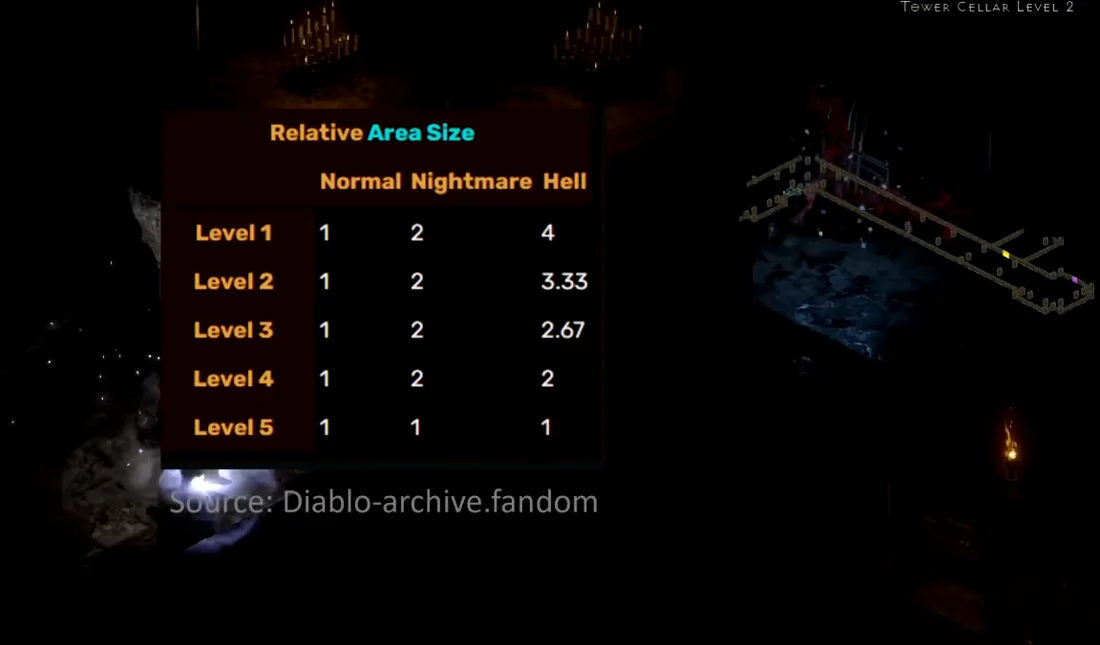 Tower Cellar Level 2
Relative Area Size
Normal Nightmare Hell
Level 1 1 2 4
Level 2 1 2 3.33
Level 3 1 2 2.67
Level 4 1 2 2
Level 5 1 1 1
Source: Diablo-archive.fandom